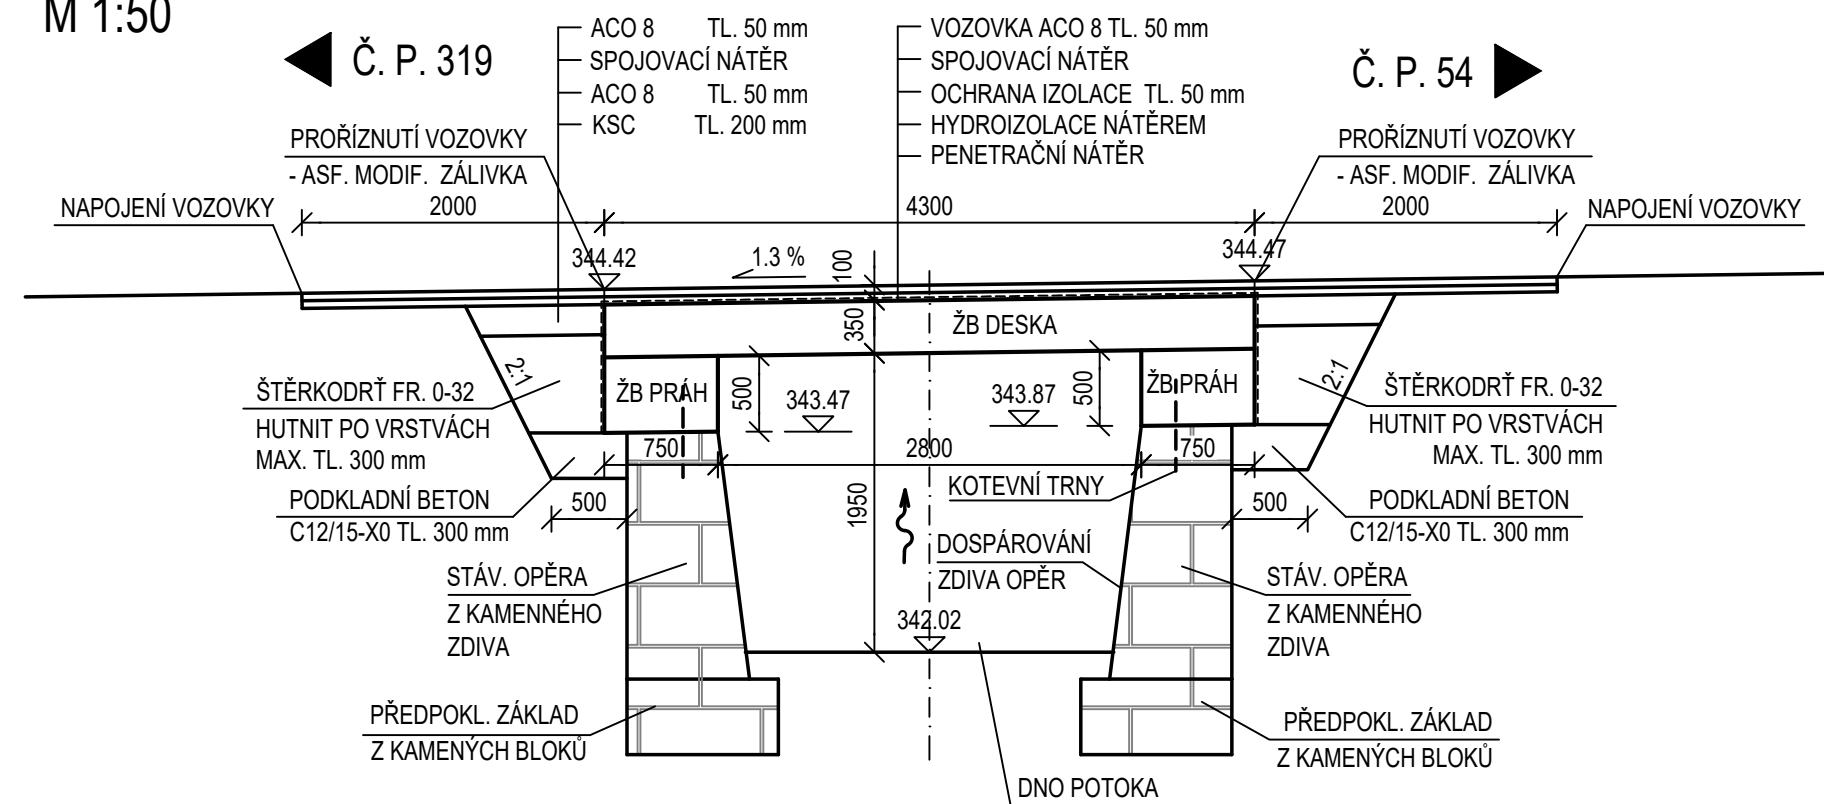 M 1:50
Č. P. 319
ACO 8 TL. 50 mm
SPOJOVACÍ NÁTĚR
ACO 8 TL. 50 mm
KSC TL. 200 mm
VOZOVKA ACO 8 TL. 50 mm
SPOJOVACÍ NÁTĚR
OCHRANA IZOLACE TL. 50 mm
HYDROIZOLACE NÁTĚREM
PENETRAČNÍ NÁTĚR
Č. P. 54
PROŘÍZNUTÍ VOZOVKY
- ASF. MODIF. ZÁLIVKA
PROŘÍZNUTÍ VOZOVKY
- ASF. MODIF. ZÁLIVKA
NAPOJENÍ VOZOVKY
2000
4300
2000
NAPOJENÍ VOZOVKY
344.42
1.3 %
100
344.47
350
ŽB DESKA
2:1
ŽB PRÁH
500
343.47
343.87
500
ŽB PRÁH
2:1
ŠTĚRKODRŤ FR. 0-32
HUTNIT PO VRSTVÁCH
MAX. TL. 300 mm
ŠTĚRKODRŤ FR. 0-32
HUTNIT PO VRSTVÁCH
MAX. TL. 300 mm
750
2800
750
PODKLADNÍ BETON
C12/15-X0 TL. 300 mm
500
1950
KOTEVNÍ TRNY
500
PODKLADNÍ BETON
C12/15-X0 TL. 300 mm
DOSPÁROVÁNÍ
ZDIVA OPĚR
STÁV. OPĚRA
Z KAMENNÉHO
ZDIVA
342.02
STÁV. OPĚRA
Z KAMENNÉHO
ZDIVA
PŘEDPOKL. ZÁKLAD
Z KAMENÝCH BLOKŮ
PŘEDPOKL. ZÁKLAD
Z KAMENÝCH BLOKŮ
DNO POTOKA